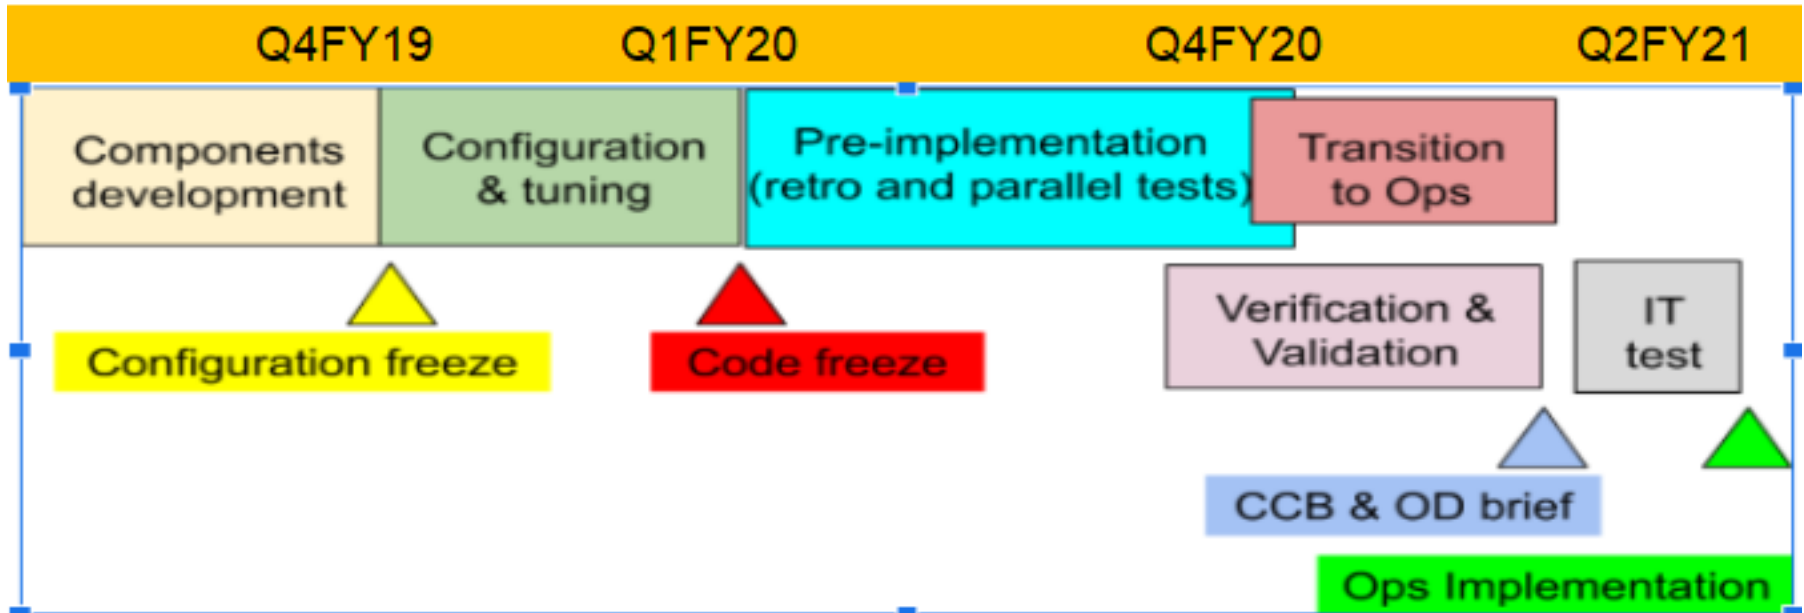 Q4FY19 Q1FY20 Q4FY20 Q2FY21
Components
development
Configuration
& tuning
Pre-implementation
(retro and parallel tests)
Transition
to Ops
Configuration freeze
Code freeze
Verification &
Validation
IT
test
CCB & OD brief
Ops Implementation